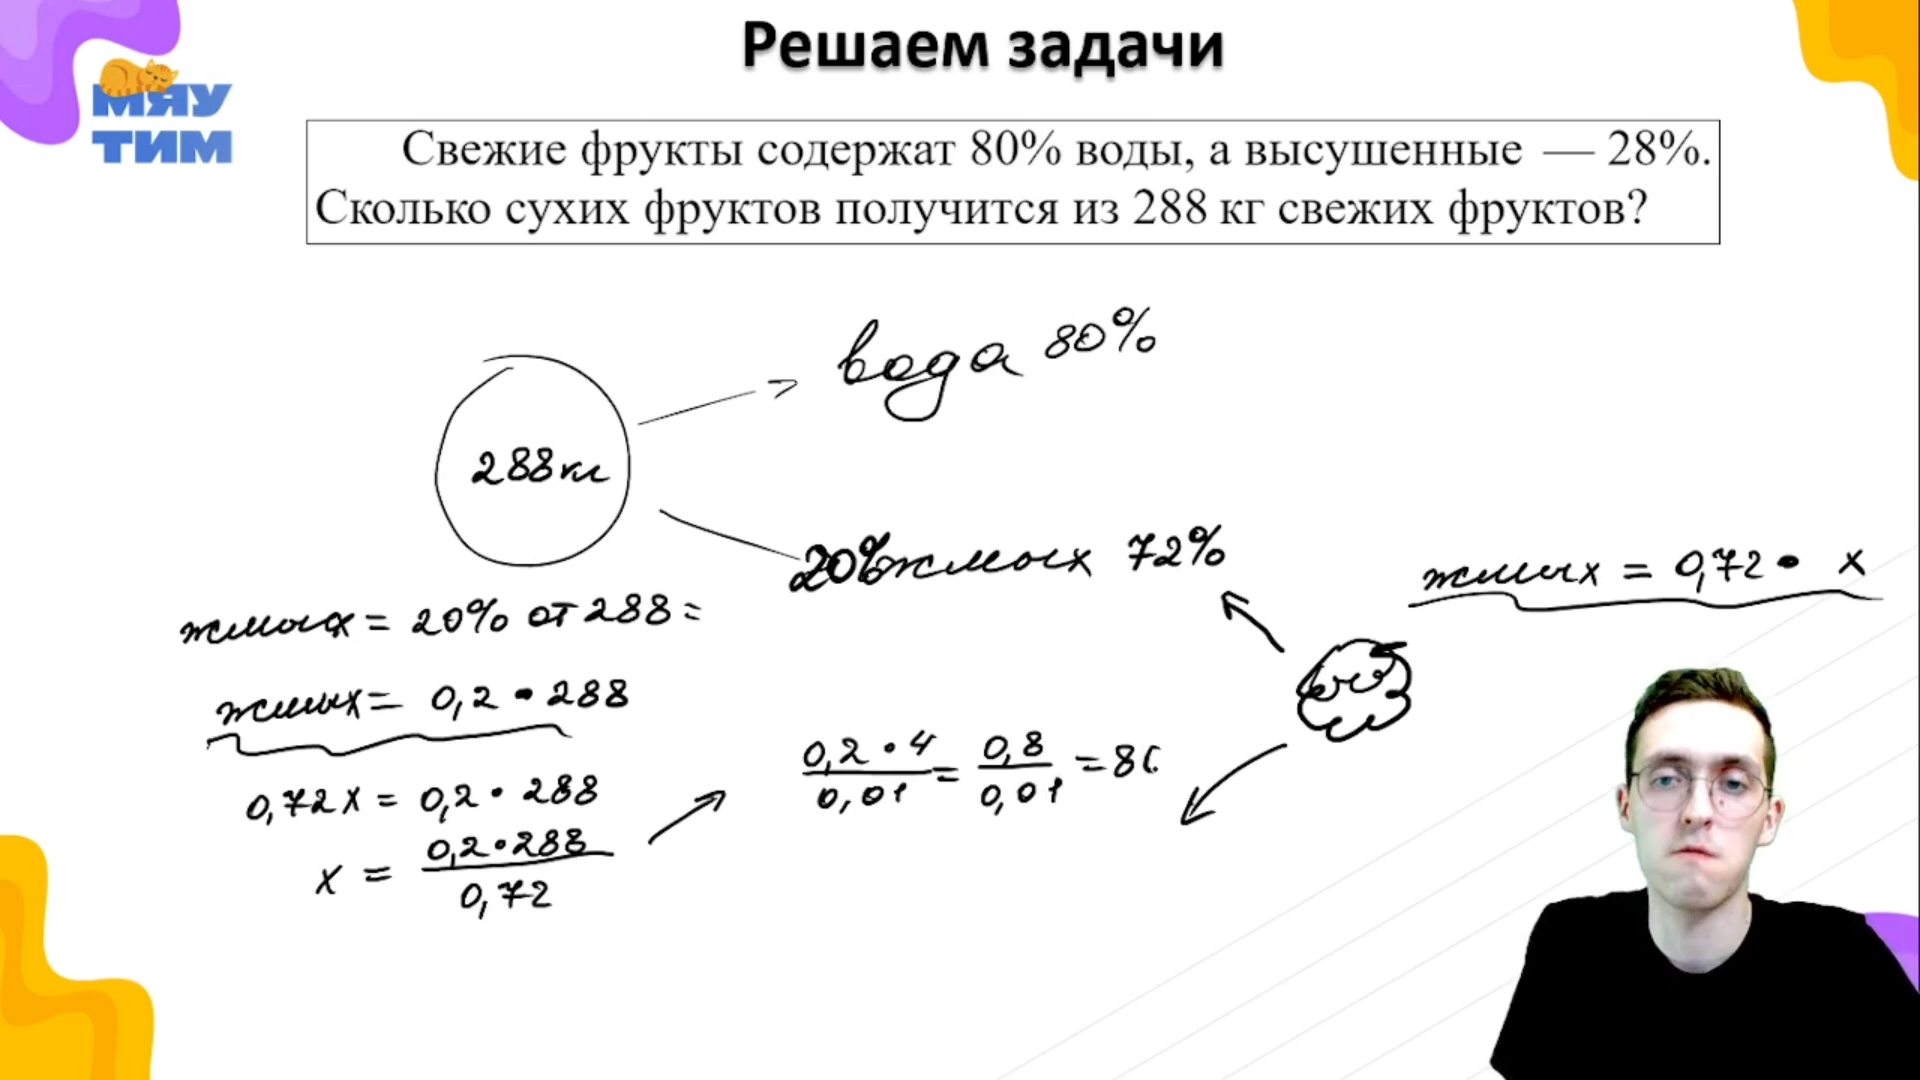 Решаем задачи
МЯУ
ТИМ
Свежие фрукты содержат 80% воды, а высушенные — 28%.
Сколько сухих фруктов получится из 288 кг свежих фруктов?
вода 80%
288 кг
20% жмых 72%
жмых = 0,72 • x
жмых = 20% от 288 =
жмых = 0,2 • 288
0,2 • 4 / 0,01 = 0,8 / 0,01 = 80
0,72x = 0,2 • 288
x = 0,2 • 288 / 0,72